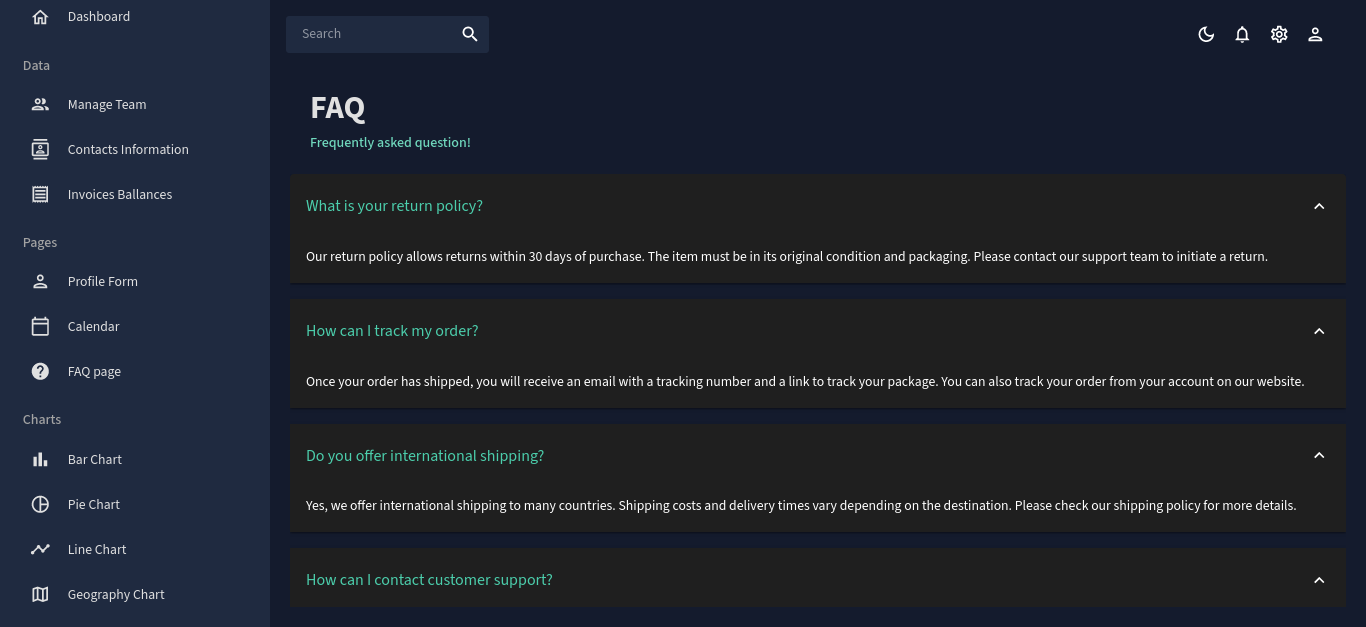 Dashboard
Data
Manage Team
Contacts Information
Invoices Ballances
Pages
Profile Form
Calendar
FAQ page
Charts
Bar Chart
Pie Chart
Line Chart
Geography Chart
Search
FAQ
Frequently asked question!
What is your return policy?
Our return policy allows returns within 30 days of purchase. The item must be in its original condition and packaging. Please contact our support team to initiate a return.
How can I track my order?
Once your order has shipped, you will receive an email with a tracking number and a link to track your package. You can also track your order from your account on our website.
Do you offer international shipping?
Yes, we offer international shipping to many countries. Shipping costs and delivery times vary depending on the destination. Please check our shipping policy for more details.
How can I contact customer support?